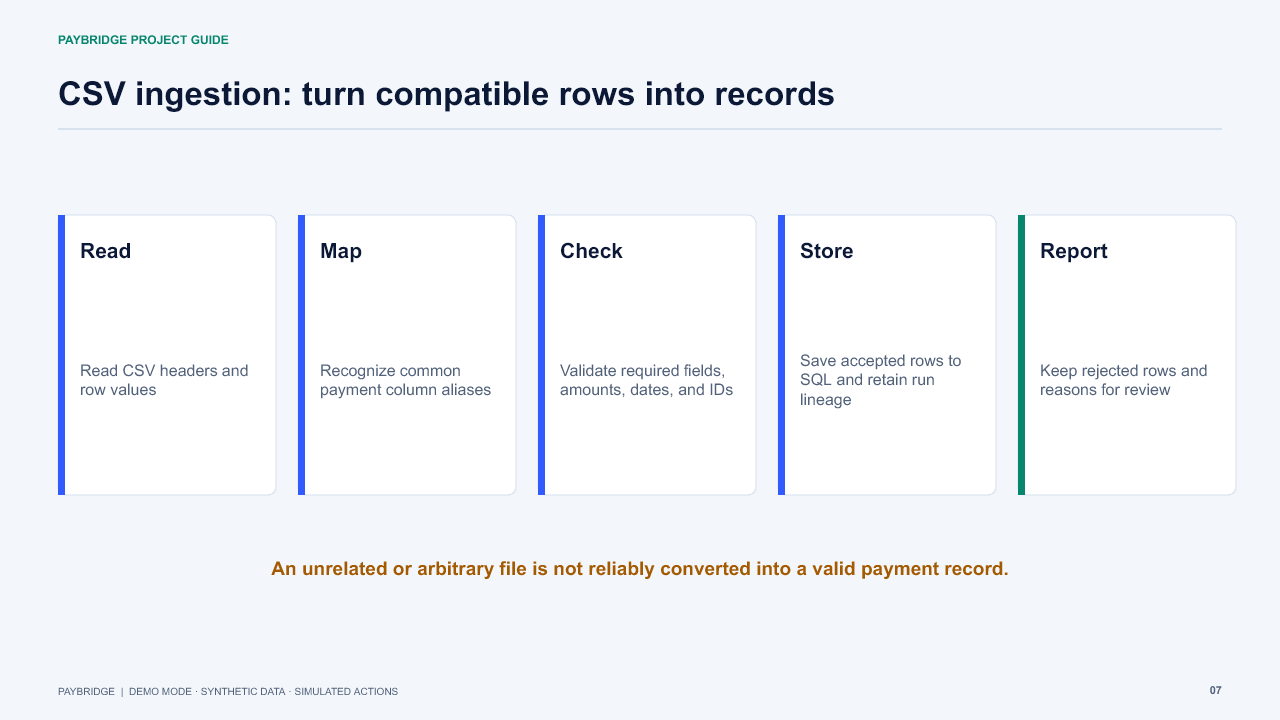 PAYBRIDGE PROJECT GUIDE
CSV ingestion: turn compatible rows into records
Read
Read CSV headers and
row values
Map
Recognize common
payment column aliases
Check
Validate required fields,
amounts, dates, and IDs
Store
Save accepted rows to
SQL and retain run
lineage
Report
Keep rejected rows and
reasons for review
An unrelated or arbitrary file is not reliably converted into a valid payment record.
PAYBRIDGE | DEMO MODE · SYNTHETIC DATA · SIMULATED ACTIONS
07